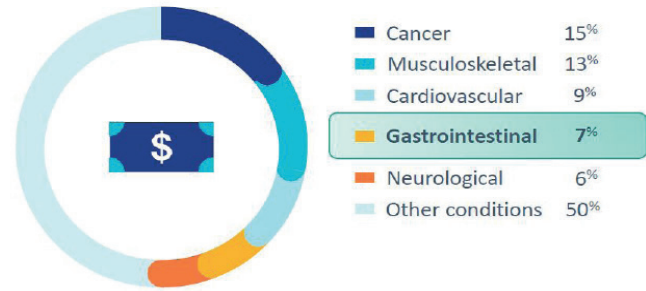 $
Cancer 15%
Musculoskeletal 13%
Cardiovascular 9%
Gastrointestinal 7%
Neurological 6%
Other conditions 50%